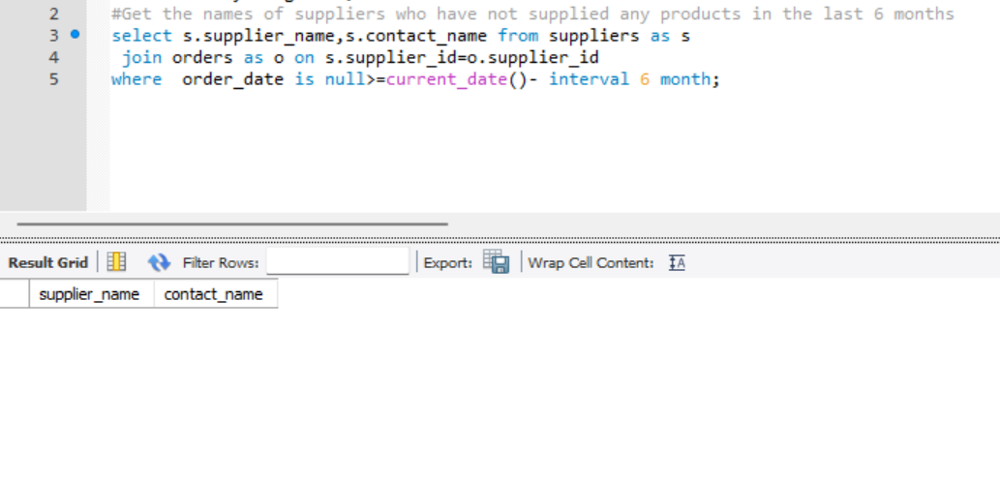 2 #Get the names of suppliers who have not supplied any products in the last 6 months
3 select s.supplier_name,s.contact_name from suppliers as s
4 join orders as o on s.supplier_id=o.supplier_id
5 where order_date is null>=current_date()- interval 6 month;
Result Grid Filter Rows: Export: Wrap Cell Content: IA
supplier_name contact_name